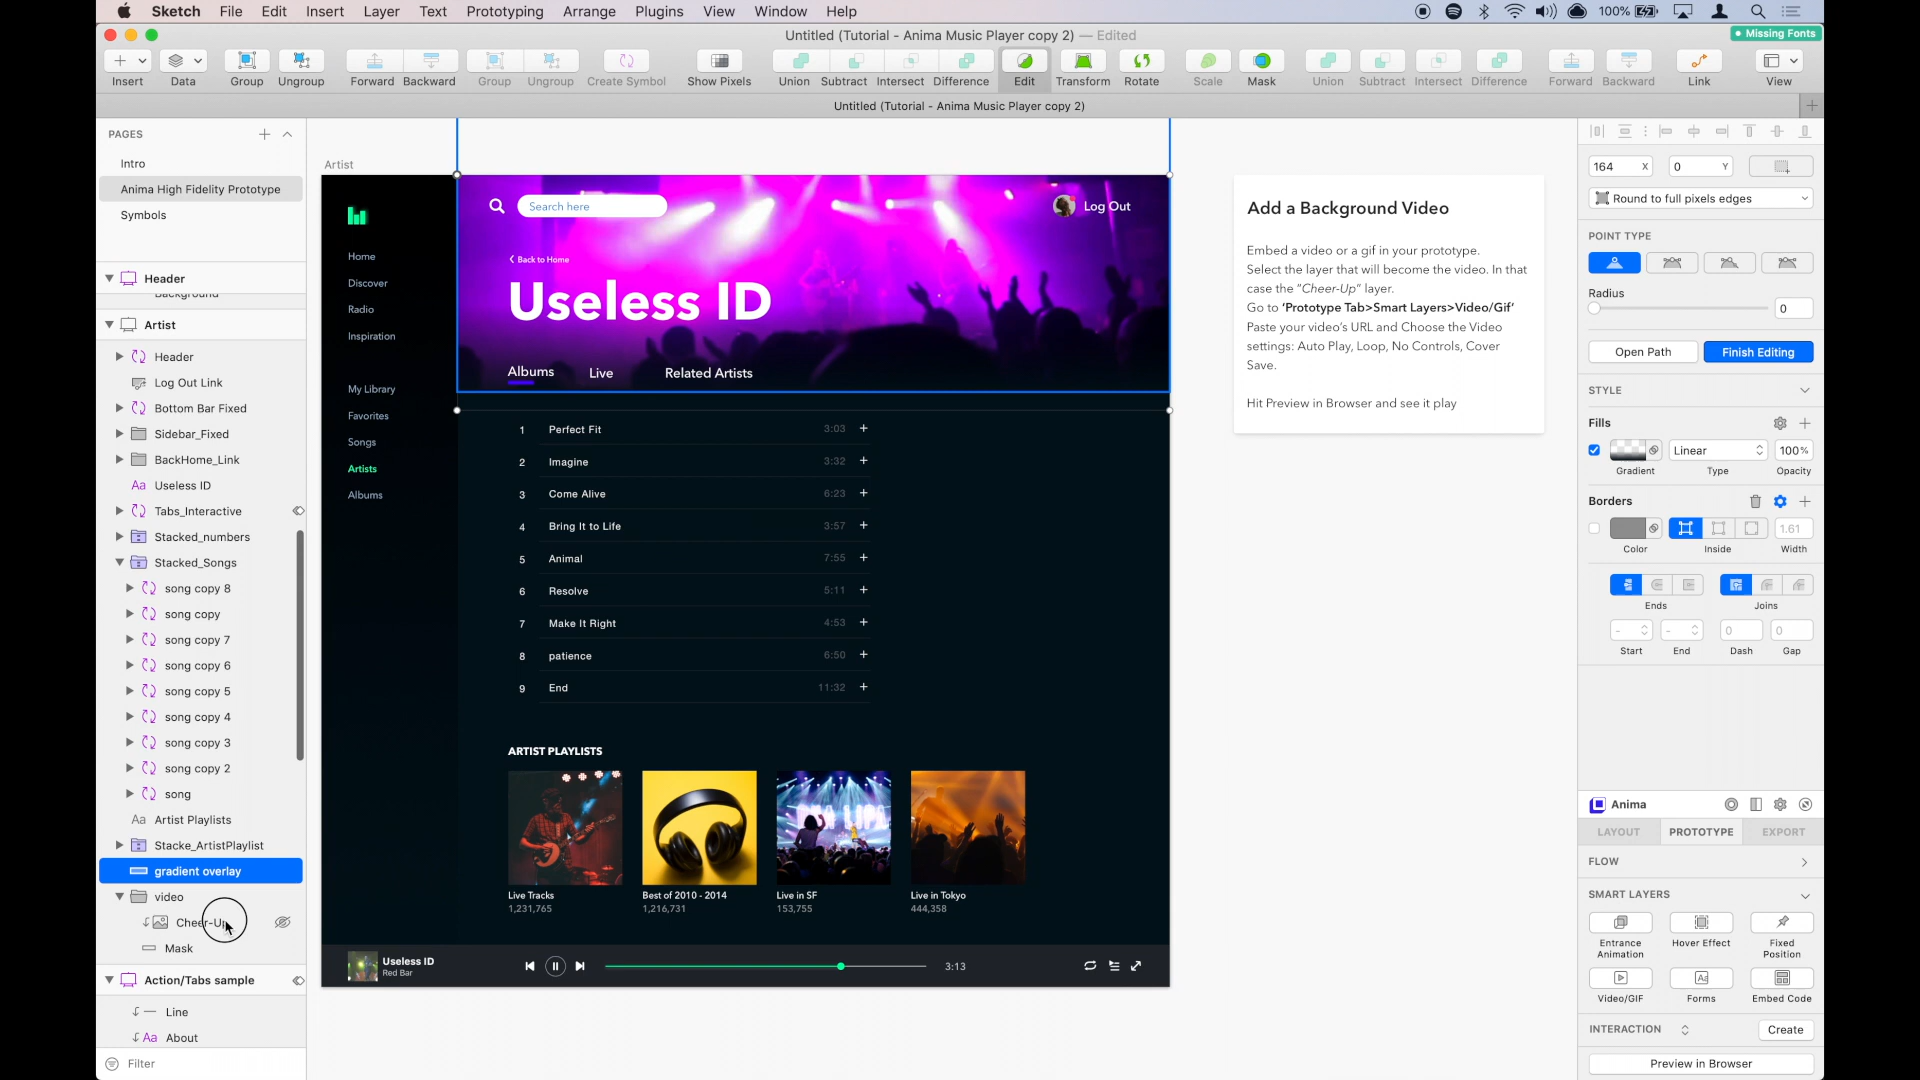 Sketch File Edit Insert Layer Text Prototyping Arrange Plugins View Window Help
100%
Untitled (Tutorial - Anima Music Player copy 2) — Edited
Missing Fonts
Insert Data Group Ungroup Forward Backward Group Ungroup Create Symbol Show Pixels Union Subtract Intersect Difference Edit Transform Rotate Scale Mask Union Subtract Intersect Difference Forward Backward Link View
Untitled (Tutorial - Anima Music Player copy 2)
PAGES
Intro
Anima High Fidelity Prototype
Symbols
Header
Background
Artist
Header
Log Out Link
Bottom Bar Fixed
Sidebar_Fixed
BackHome_Link
Aa Useless ID
Tabs_Interactive
Stacked_numbers
Stacked_Songs
song copy 8
song copy
song copy 7
song copy 6
song copy 5
song copy 4
song copy 3
song copy 2
song
Aa Artist Playlists
Stacke_ArtistPlaylist
gradient overlay
video
Cheer-Up
Mask
Action/Tabs sample
Line
Aa About
Filter
Artist
Search here
Log Out
Back to Home
Useless ID
Albums Live Related Artists
Home
Discover
Radio
Inspiration
My Library
Favorites
Songs
Artists
Albums
1 Perfect Fit 3:03 +
2 Imagine 3:32 +
3 Come Alive 6:23 +
4 Bring It to Life 3:57 +
5 Animal 7:55 +
6 Resolve 5:11 +
7 Make It Right 4:53 +
8 patience 6:50 +
9 End 11:32 +
ARTIST PLAYLISTS
Live Tracks
1,231,765
Best of 2010 - 2014
1,216,731
Live in SF
153,755
Live in Tokyo
444,358
Useless ID
Red Bar
3:13
Add a Background Video
Embed a video or a gif in your prototype.
Select the layer that will become the video. In that
case the "Cheer-Up" layer.
Go to 'Prototype Tab>Smart Layers>Video/Gif'
Paste your video's URL and Choose the Video
settings: Auto Play, Loop, No Controls, Cover
Save.
Hit Preview in Browser and see it play
164 X 0 Y
Round to full pixels edges
POINT TYPE
Radius
0
Open Path Finish Editing
STYLE
Fills
Linear 100%
Gradient Type Opacity
Borders
1.61
Color Inside Width
Ends Joins
- - 0 0
Start End Dash Gap
Anima
LAYOUT PROTOTYPE EXPORT
FLOW
SMART LAYERS
Entrance Animation
Hover Effect
Fixed Position
Aa
Video/GIF Forms Embed Code
INTERACTION Create
Preview in Browser